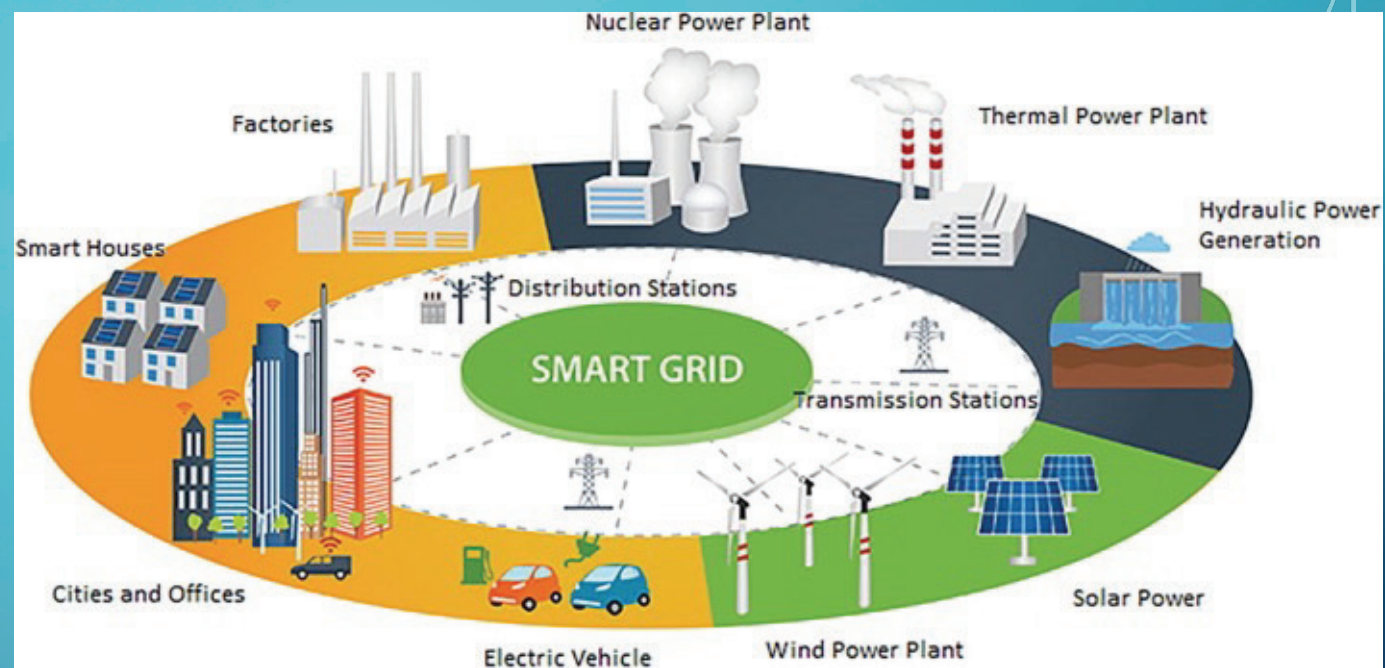 Nuclear Power Plant
Factories
Thermal Power Plant
Hydraulic Power
Generation
Smart Houses
Distribution Stations
SMART GRID
Transmission Stations
Cities and Offices
Solar Power
Electric Vehicle
Wind Power Plant